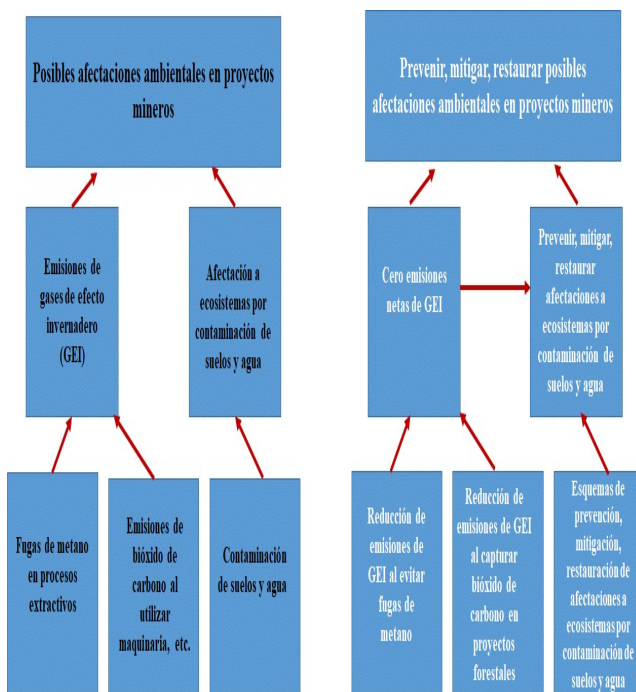 Posibles afectaciones ambientales en proyectos
mineros
Emisiones de
gases de efecto
invernadero
(GEI)
Afectación a
ecosistemas por
contaminación de
suelos y agua
Fugas de metano
en procesos
extractivos
Emisiones de
bióxido de
carbono al
utilizar
maquinaria, etc.
Contaminación
de suelos y agua
Prevenir, mitigar, restaurar posibles
afectaciones ambientales en proyectos mineros
Cero emisiones
netas de GEI
Prevenir, mitigar,
restaurar
afectaciones a
ecosistemas por
contaminación de
suelos y agua
Reducción de
emisiones de
GEI al evitar
fugas de
metano
Reducción de
emisiones de GEI
al capturar
bióxido de
carbono en
proyectos
forestales
Esquemas de
prevención,
mitigación,
restauración de
afectaciones a
ecosistemas por
contaminación de
suelos y agua